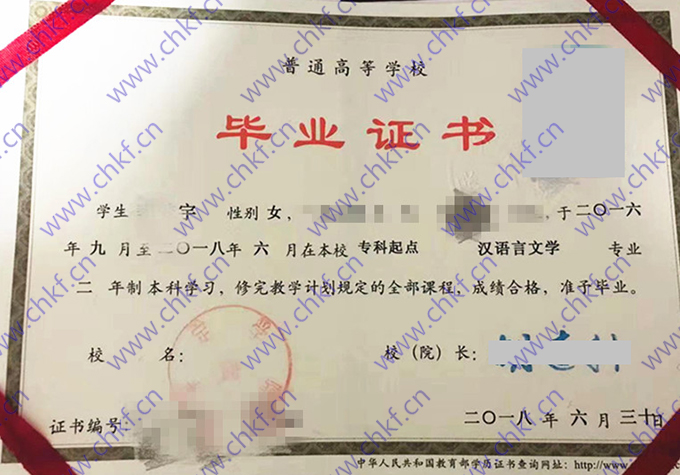 普通高等学校
毕业证书
学生 宇 性别 女， ，于二〇一六
年 九 月至二〇一八年 六 月在本校 专科起点 汉语言文学 专业
二 年制本科学习，修完教学计划规定的全部课程，成绩合格，准予毕业。
校 名： 校（院）长：
证书编号： 二〇一八 年 六 月 三十日
中华人民共和国教育部学历证书查询网址：http://www.
www.chkf.cn